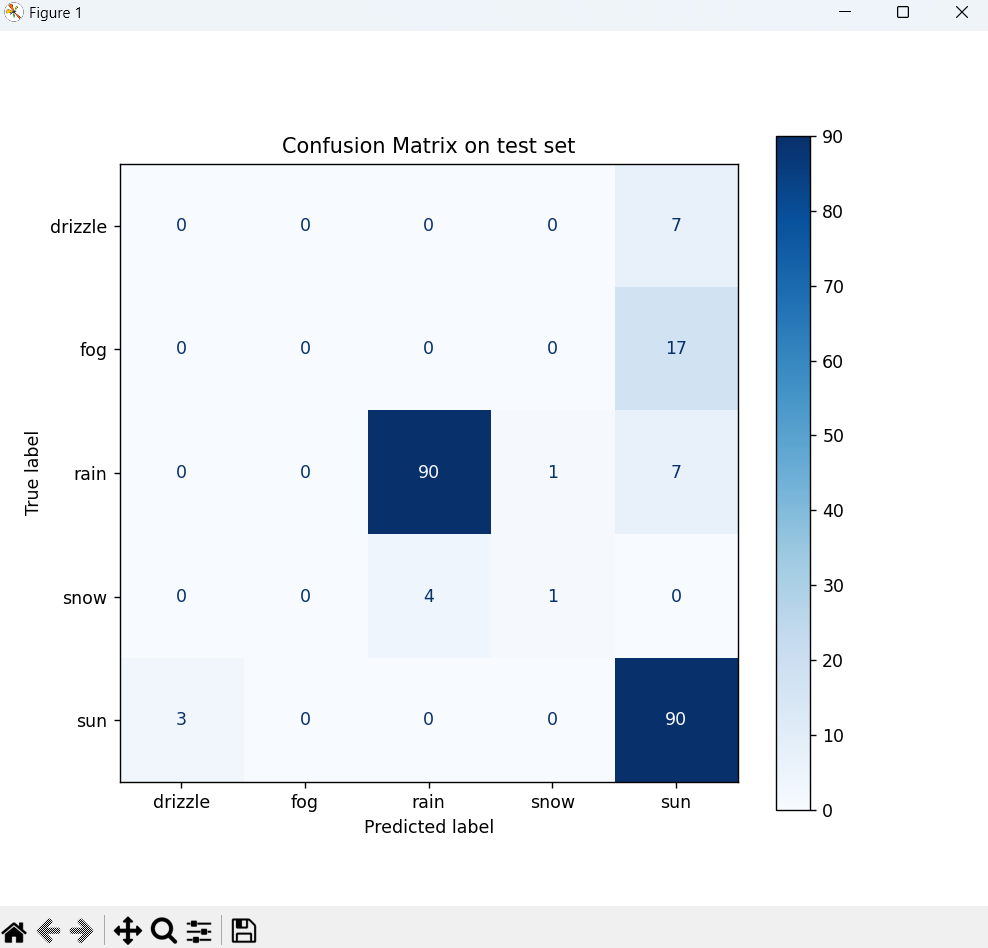 Figure 1
Confusion Matrix on test set
drizzle 0 0 0 0 7
fog 0 0 0 0 17
rain 0 0 90 1 7
snow 0 0 4 1 0
sun 3 0 0 0 90
drizzle fog rain snow sun
Predicted label
True label
90
80
70
60
50
40
30
20
10
0